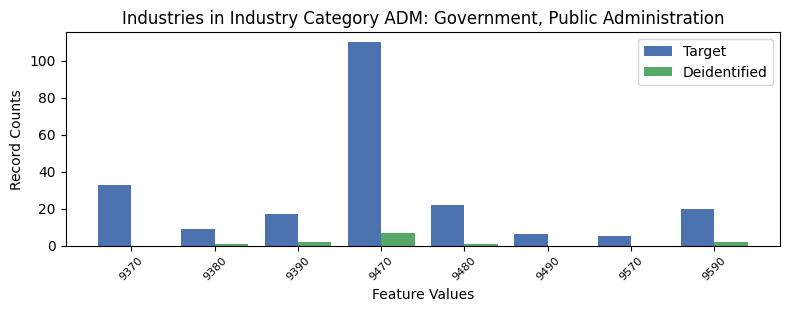 Industries in Industry Category ADM: Government, Public Administration
Target
Deidentified
Record Counts
100
80
60
40
20
0
9370
9380
9390
9470
9480
9490
9570
9590
Feature Values